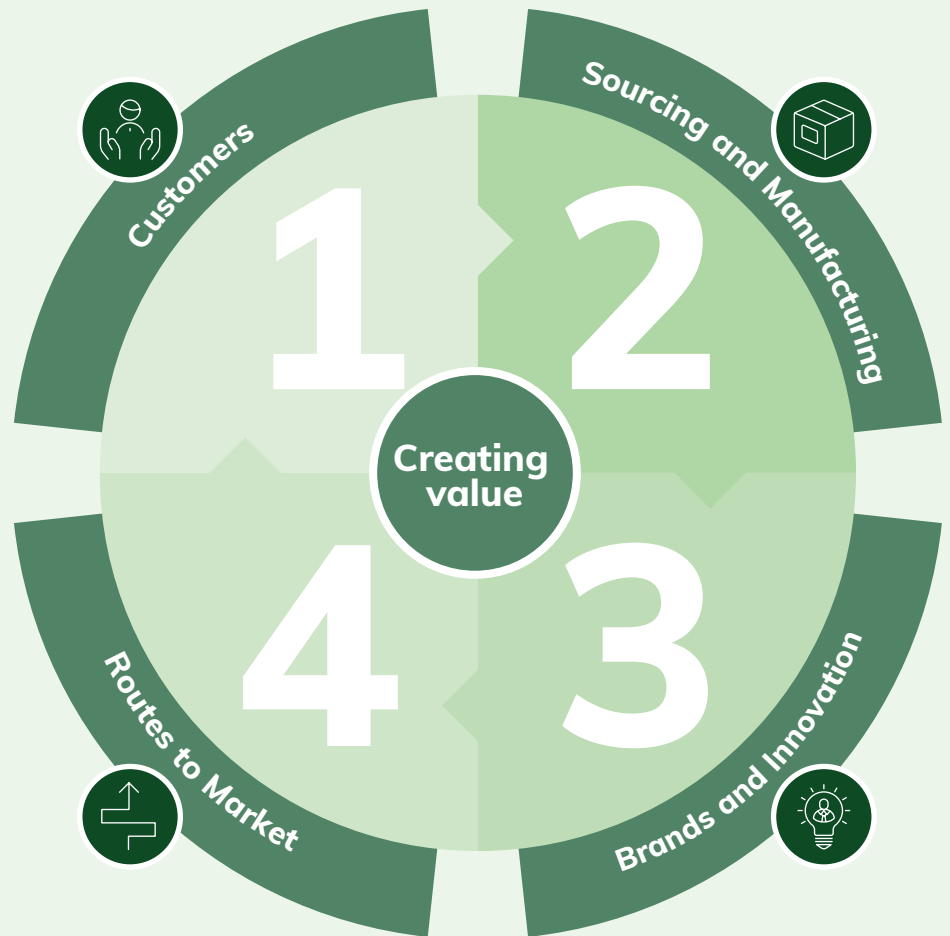 Customers
1
Sourcing and Manufacturing
2
Creating
value
4
Routes to Market
3
Brands and Innovation